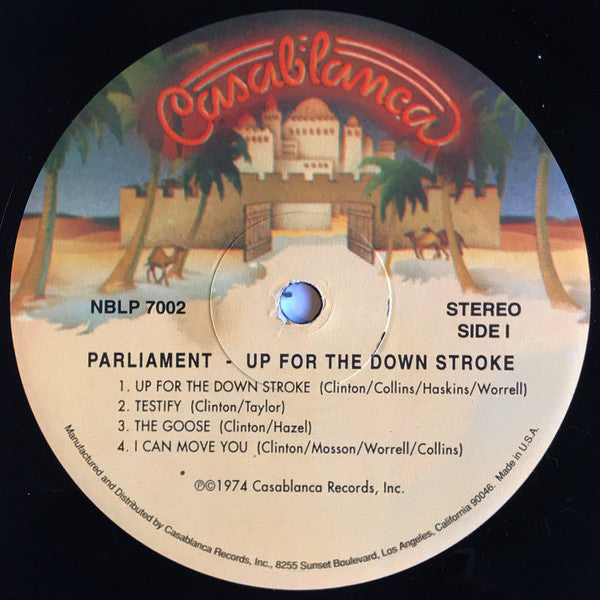 Casablanca
NBLP 7002
STEREO
SIDE I
PARLIAMENT - UP FOR THE DOWN STROKE
1. UP FOR THE DOWN STROKE (Clinton/Collins/Haskins/Worrell)
2. TESTIFY (Clinton/Taylor)
3. THE GOOSE (Clinton/Hazel)
4. I CAN MOVE YOU (Clinton/Mosson/Worrell/Collins)
℗©1974 Casablanca Records, Inc.
Manufactured and Distributed by Casablanca Records, Inc., 8255 Sunset Boulevard, Los Angeles, California 90046. Made in U.S.A.